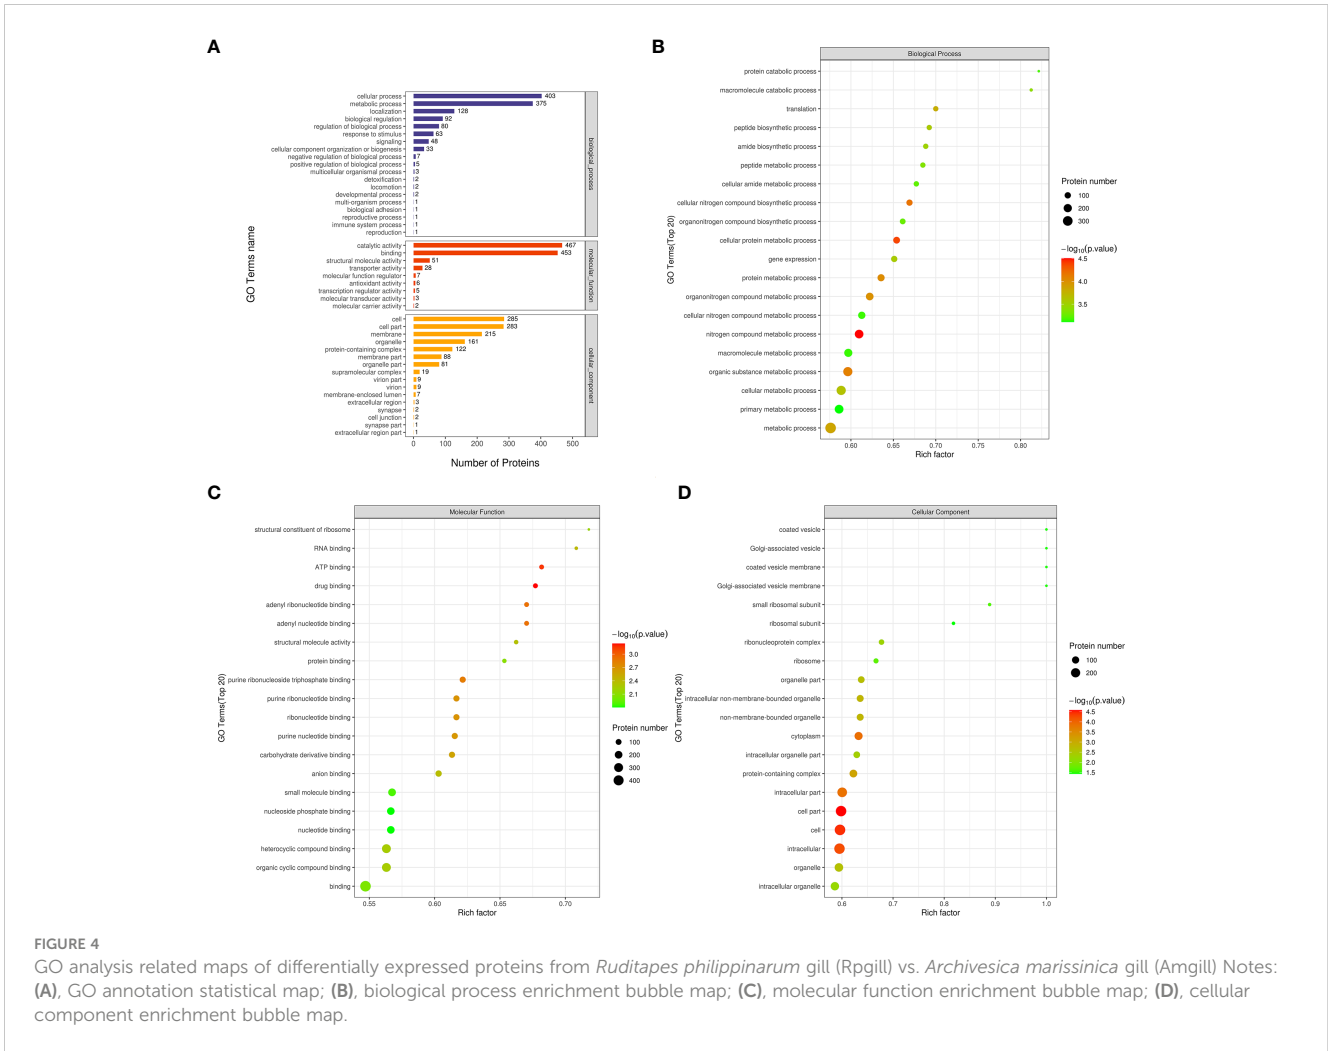 A
GO Terms name
cellular process 403
metabolic process 375
localization 128
biological regulation 92
regulation of biological process 80
response to stimulus 63
signaling 48
cellular component organization or biogenesis 33
negative regulation of biological process 7
positive regulation of biological process 5
multicellular organismal process 3
detoxification 2
locomotion 2
developmental process 2
multi-organism process 1
biological adhesion 1
reproductive process 1
immune system process 1
reproduction 1
biological_process
catalytic activity 467
binding 453
structural molecule activity 51
transporter activity 28
molecular function regulator 7
antioxidant activity 6
transcription regulator activity 5
molecular transducer activity 3
molecular carrier activity 2
molecular_function
cell 285
cell part 283
membrane 215
organelle 161
protein-containing complex 122
membrane part 88
organelle part 81
supramolecular complex 19
virion part 9
virion 9
membrane-enclosed lumen 7
extracellular region 3
synapse 2
cell junction 2
synapse part 1
extracellular region part 1
cellular_component
0 100 200 300 400 500
Number of Proteins
B
Biological Process
GO Terms(Top 20)
protein catabolic process
macromolecule catabolic process
translation
peptide biosynthetic process
amide biosynthetic process
peptide metabolic process
cellular amide metabolic process
cellular nitrogen compound biosynthetic process
organonitrogen compound biosynthetic process
cellular protein metabolic process
gene expression
protein metabolic process
organonitrogen compound metabolic process
cellular nitrogen compound metabolic process
nitrogen compound metabolic process
macromolecule metabolic process
organic substance metabolic process
cellular metabolic process
primary metabolic process
metabolic process
0.60 0.65 0.70 0.75 0.80
Rich factor
Protein number
100
200
300
−log10(p.value)
4.5
4.0
3.5
C
Molecular Function
GO Terms(Top 20)
structural constituent of ribosome
RNA binding
ATP binding
drug binding
adenyl ribonucleotide binding
adenyl nucleotide binding
structural molecule activity
protein binding
purine ribonucleoside triphosphate binding
purine ribonucleotide binding
ribonucleotide binding
purine nucleotide binding
carbohydrate derivative binding
anion binding
small molecule binding
nucleoside phosphate binding
nucleotide binding
heterocyclic compound binding
organic cyclic compound binding
binding
0.55 0.60 0.65 0.70
Rich factor
−log10(p.value)
3.0
2.7
2.4
2.1
Protein number
100
200
300
400
D
Cellular Component
GO Terms(Top 20)
coated vesicle
Golgi-associated vesicle
coated vesicle membrane
Golgi-associated vesicle membrane
small ribosomal subunit
ribosomal subunit
ribonucleoprotein complex
ribosome
organelle part
intracellular non-membrane-bounded organelle
non-membrane-bounded organelle
cytoplasm
intracellular organelle part
protein-containing complex
intracellular part
cell part
cell
intracellular
organelle
intracellular organelle
0.6 0.7 0.8 0.9 1.0
Rich factor
Protein number
100
200
−log10(p.value)
4.5
4.0
3.5
3.0
2.5
2.0
1.5
FIGURE 4
GO analysis related maps of differentially expressed proteins from Ruditapes philippinarum gill (Rpgill) vs. Archivesica marissinica gill (Amgill) Notes:
(A), GO annotation statistical map; (B), biological process enrichment bubble map; (C), molecular function enrichment bubble map; (D), cellular
component enrichment bubble map.